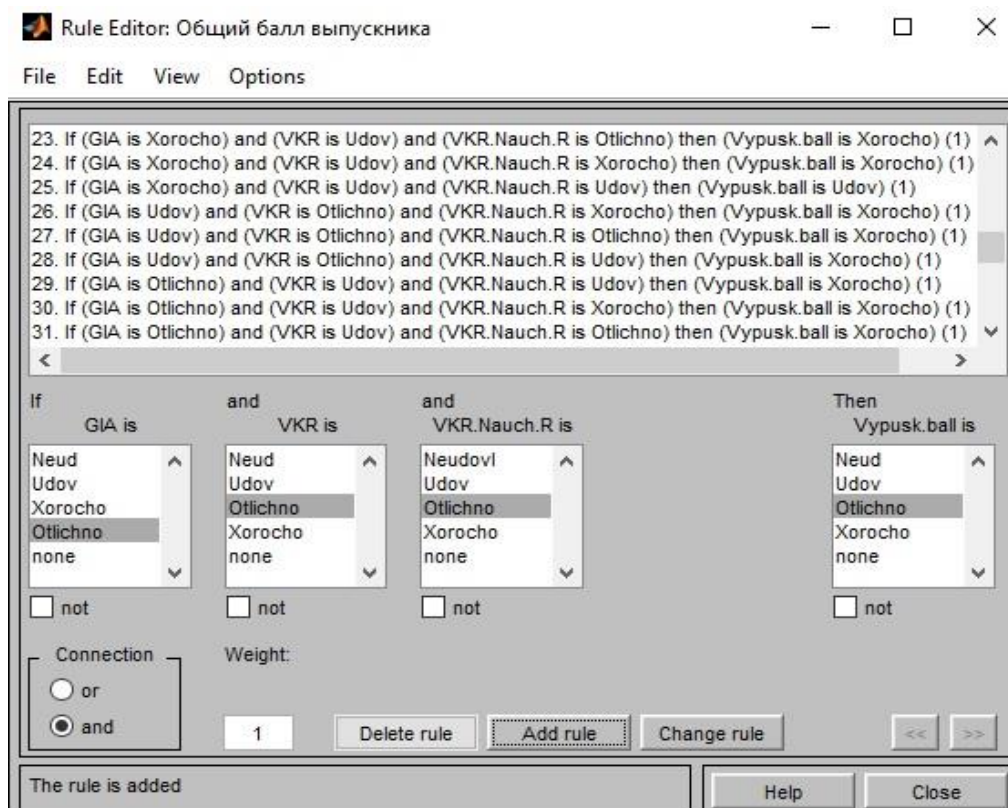 Rule Editor: Общий балл выпускника
File Edit View Options
23. If (GIA is Xorocho) and (VKR is Udov) and (VKR.Nauch.R is Otlichno) then (Vypusk.ball is Xorocho) (1)
24. If (GIA is Xorocho) and (VKR is Udov) and (VKR.Nauch.R is Xorocho) then (Vypusk.ball is Xorocho) (1)
25. If (GIA is Xorocho) and (VKR is Udov) and (VKR.Nauch.R is Udov) then (Vypusk.ball is Udov) (1)
26. If (GIA is Udov) and (VKR is Otlichno) and (VKR.Nauch.R is Xorocho) then (Vypusk.ball is Xorocho) (1)
27. If (GIA is Udov) and (VKR is Otlichno) and (VKR.Nauch.R is Otlichno) then (Vypusk.ball is Xorocho) (1)
28. If (GIA is Udov) and (VKR is Otlichno) and (VKR.Nauch.R is Udov) then (Vypusk.ball is Xorocho) (1)
29. If (GIA is Otlichno) and (VKR is Udov) and (VKR.Nauch.R is Udov) then (Vypusk.ball is Xorocho) (1)
30. If (GIA is Otlichno) and (VKR is Udov) and (VKR.Nauch.R is Xorocho) then (Vypusk.ball is Xorocho) (1)
31. If (GIA is Otlichno) and (VKR is Udov) and (VKR.Nauch.R is Otlichno) then (Vypusk.ball is Xorocho) (1)
If and and Then
GIA is VKR is VKR.Nauch.R is Vypusk.ball is
Neud Neud Neudovl Neud
Udov Udov Udov Udov
Xorocho Otlichno Otlichno Otlichno
Otlichno Xorocho Xorocho Xorocho
none none none none
not not not not
Connection Weight:
or
and 1 Delete rule Add rule Change rule << >>
The rule is added Help Close